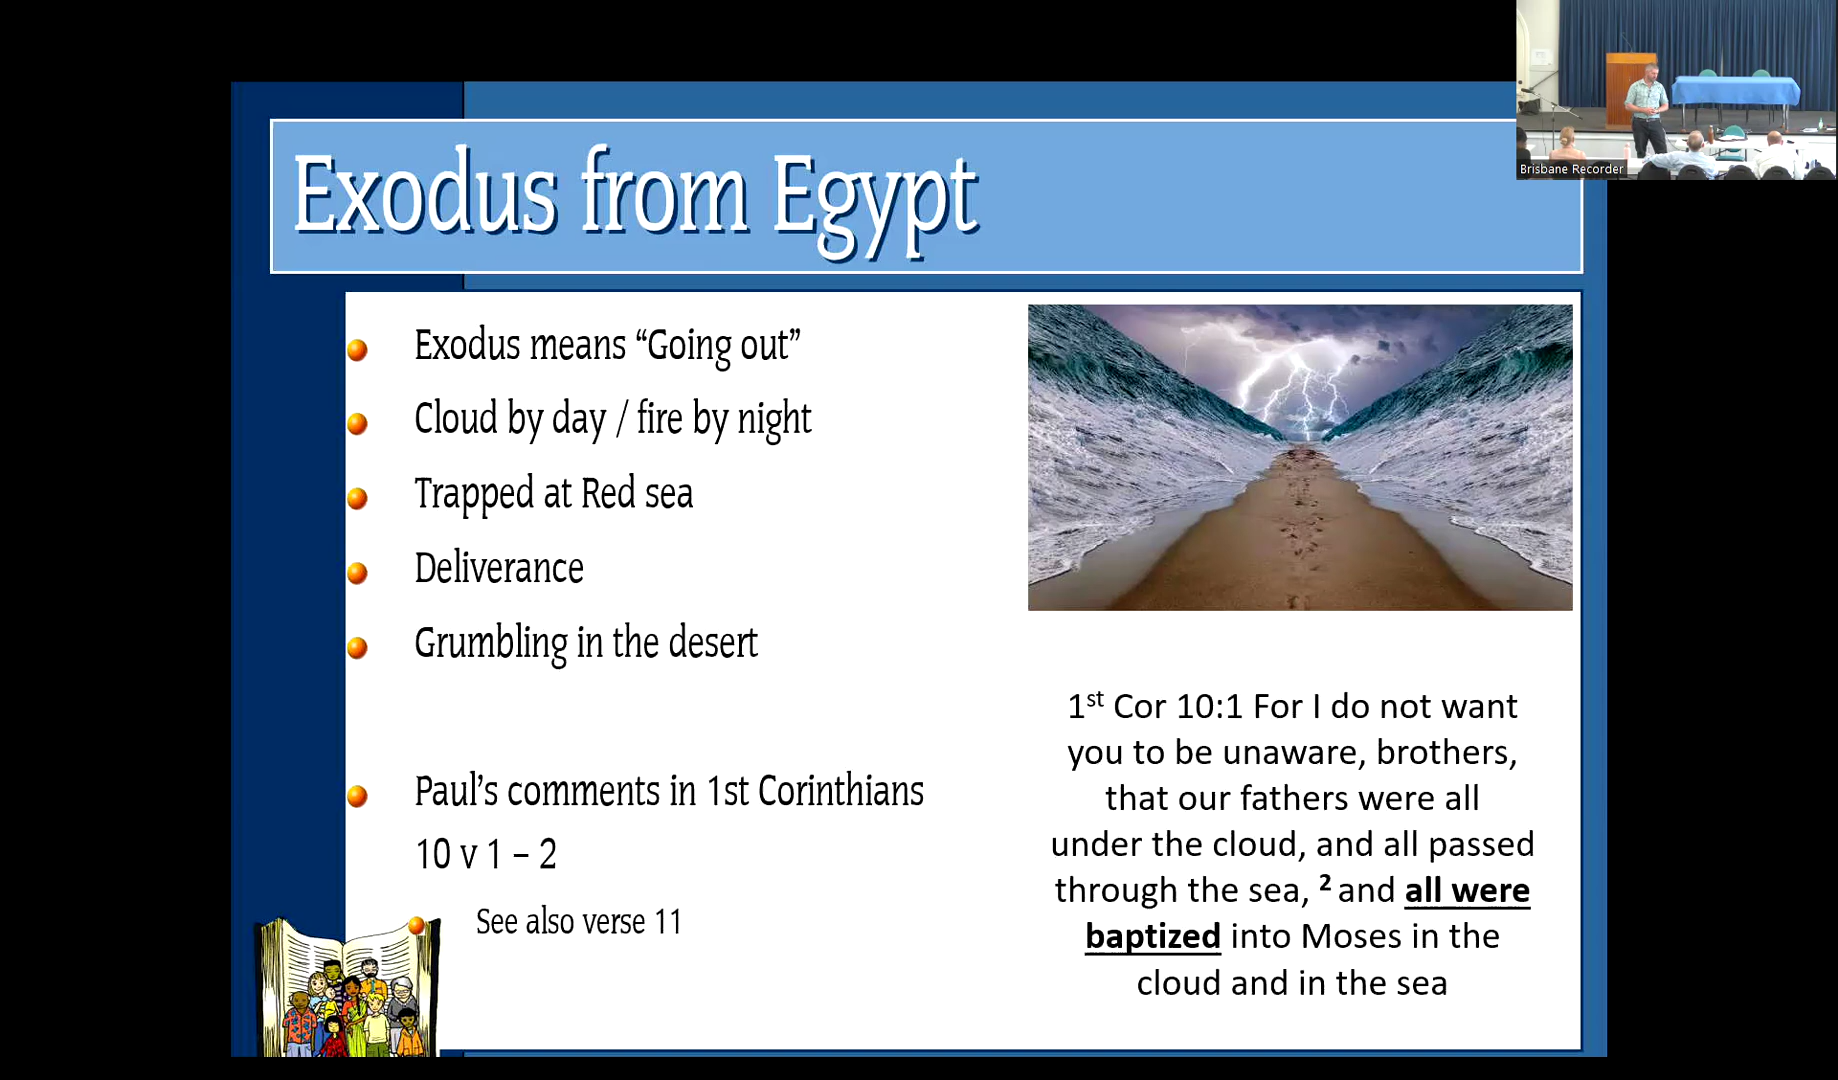 Brisbane Recorder
Exodus from Egypt
Exodus means “Going out”
Cloud by day / fire by night
Trapped at Red sea
Deliverance
Grumbling in the desert
Paul’s comments in 1st Corinthians
10 v 1 – 2
See also verse 11
1st Cor 10:1 For I do not want
you to be unaware, brothers,
that our fathers were all
under the cloud, and all passed
through the sea, 2 and all were
baptized into Moses in the
cloud and in the sea